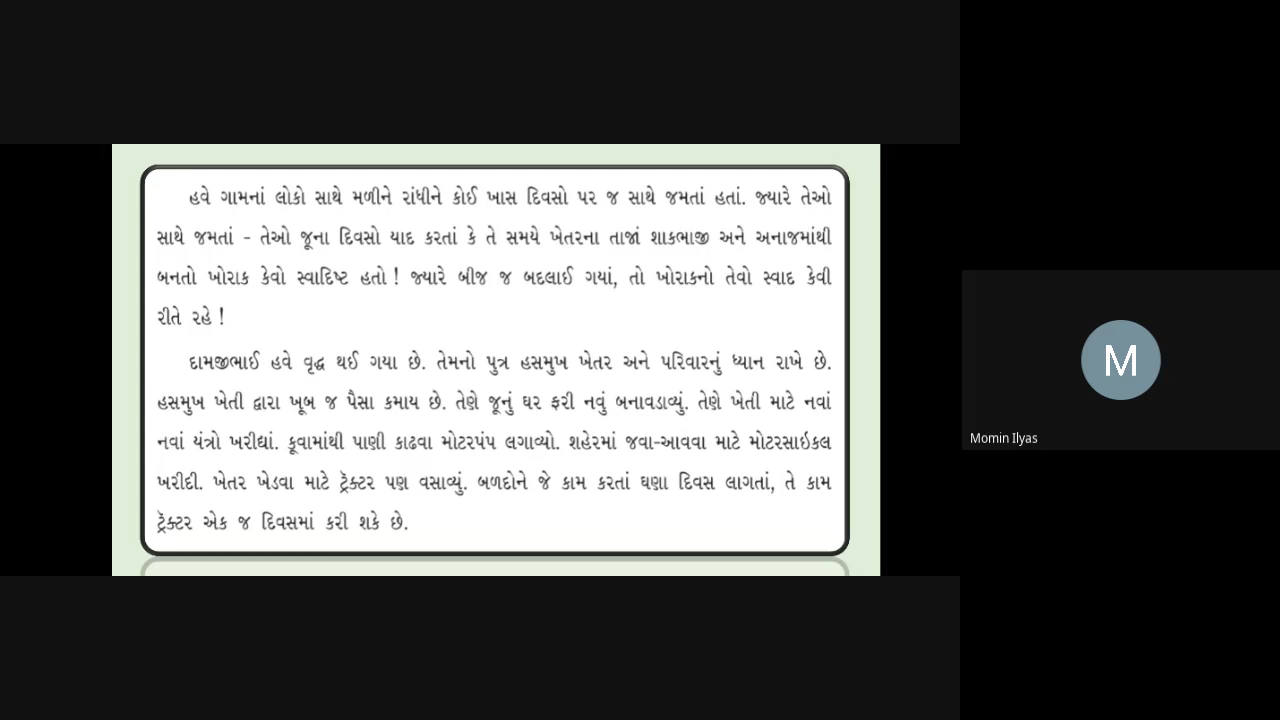 હવે ગામનાં લોકો સાથે મળીને રાંધીને કોઈ ખાસ દિવસો પર જ સાથે જમતાં હતાં. જ્યારે તેઓ
સાથે જમતાં - તેઓ જૂના દિવસો યાદ કરતાં કે તે સમયે ખેતરના તાજાં શાકભાજી અને અનાજમાંથી
બનતો ખોરાક કેવો સ્વાદિષ્ટ હતો ! જ્યારે બીજ જ બદલાઈ ગયાં, તો ખોરાકનો તેવો સ્વાદ કેવી
રીતે રહે !
દામજીભાઈ હવે વૃદ્ધ થઈ ગયા છે. તેમનો પુત્ર હસમુખ ખેતર અને પરિવારનું ધ્યાન રાખે છે.
હસમુખ ખેતી દ્વારા ખૂબ જ પૈસા કમાય છે. તેણે જૂનું ઘર ફરી નવું બનાવડાવ્યું. તેણે ખેતી માટે નવાં
નવાં યંત્રો ખરીદ્યાં. કૂવામાંથી પાણી કાઢવા મોટરપંપ લગાવ્યો. શહેરમાં જવા-આવવા માટે મોટરસાઇકલ
ખરીદી. ખેતર ખેડવા માટે ટ્રૅક્ટર પણ વસાવ્યું. બળદોને જે કામ કરતાં ઘણા દિવસ લાગતાં, તે કામ
ટ્રૅક્ટર એક જ દિવસમાં કરી શકે છે.
M
Momin Ilyas